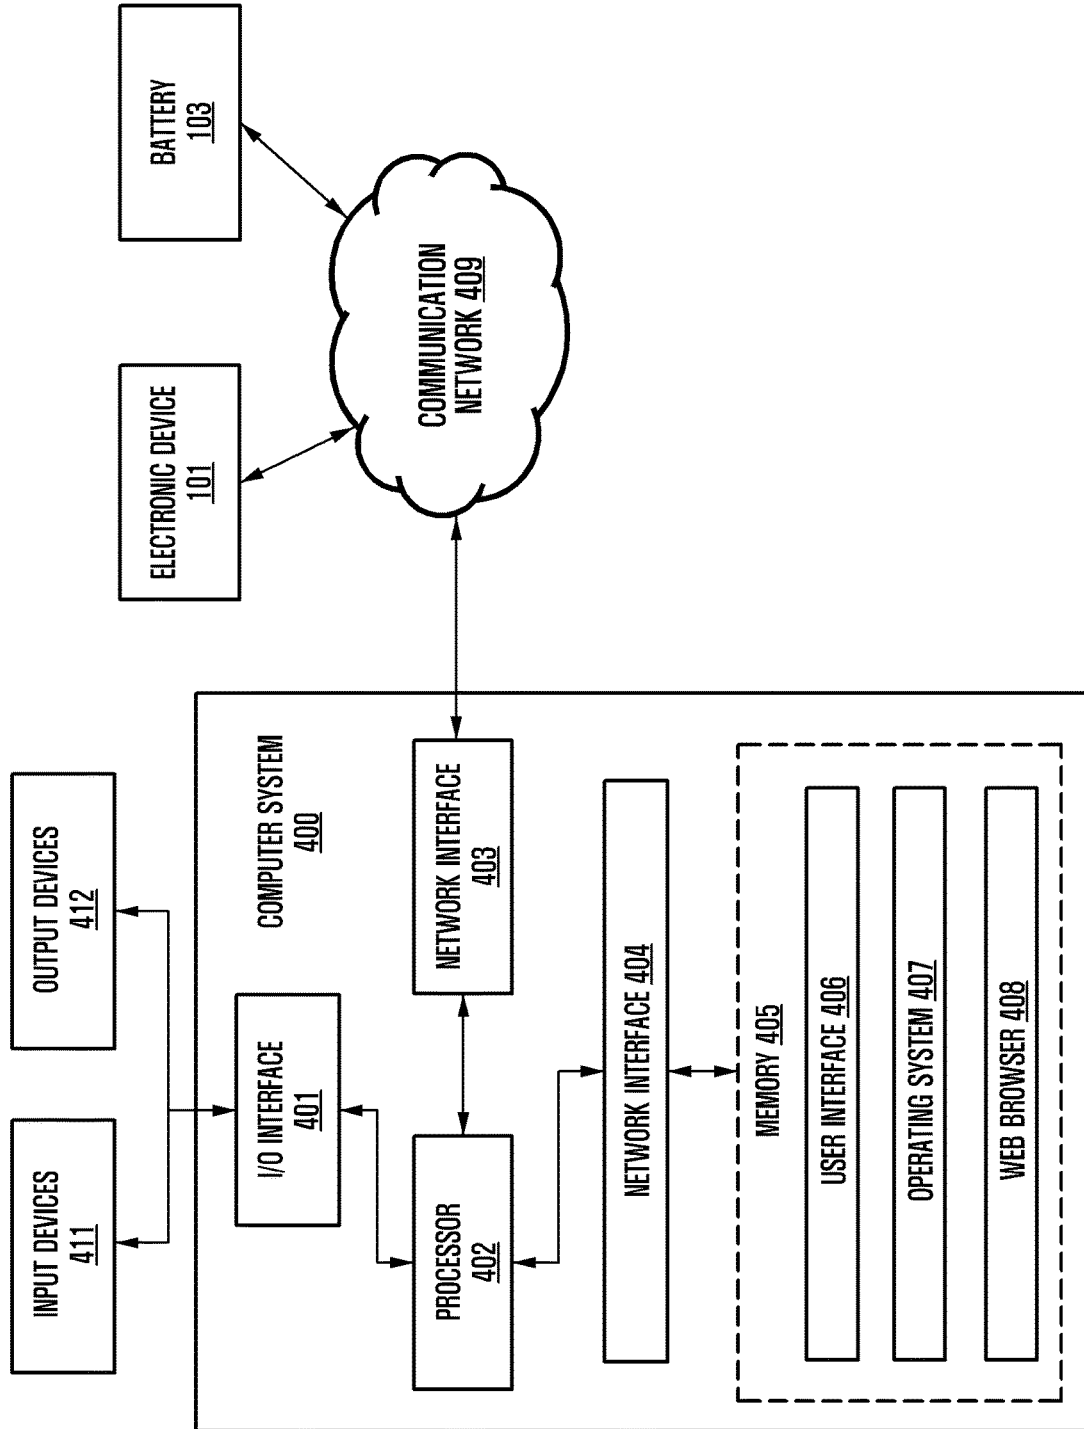 INPUT DEVICES
411
OUTPUT DEVICES
412
I/O INTERFACE
401
COMPUTER SYSTEM
400
PROCESSOR
402
NETWORK INTERFACE
403
NETWORK INTERFACE 404
MEMORY 405
USER INTERFACE 406
OPERATING SYSTEM 407
WEB BROWSER 408
ELECTRONIC DEVICE
101
BATTERY
103
COMMUNICATION
NETWORK 409